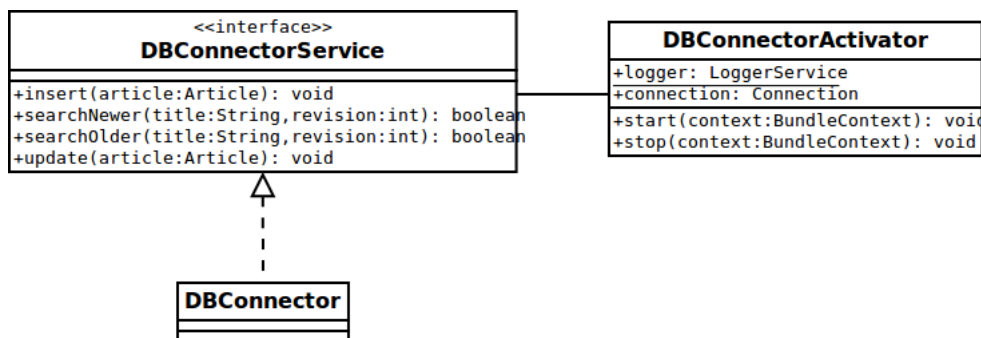 <<interface>>
DBConnectorService
+insert(article:Article): void
+searchNewer(title:String,revision:int): boolean
+searchOlder(title:String,revision:int): boolean
+update(article:Article): void
DBConnectorActivator
+logger: LoggerService
+connection: Connection
+start(context:BundleContext): void
+stop(context:BundleContext): void
DBConnector